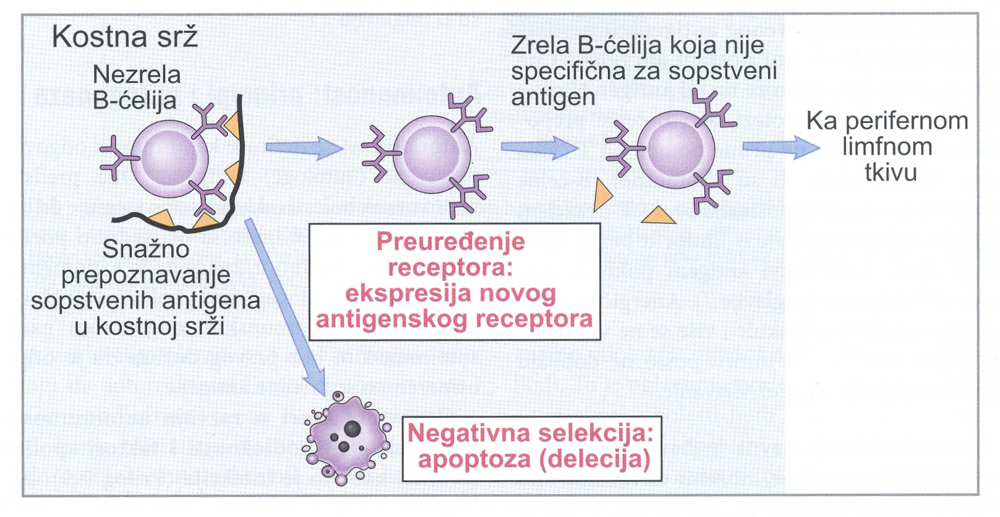 Kostna srž
Nezrela
B-ćelija
Zrela B-ćelija koja nije
specifična za sopstveni
antigen
Ka perifernom
limfnom
tkivu
Snažno
prepoznavanje
sopstvenih antigena
u kostnoj srži
Preuređenje
receptora:
ekspresija novog
antigenskog receptora
Negativna selekcija:
apoptoza (delecija)